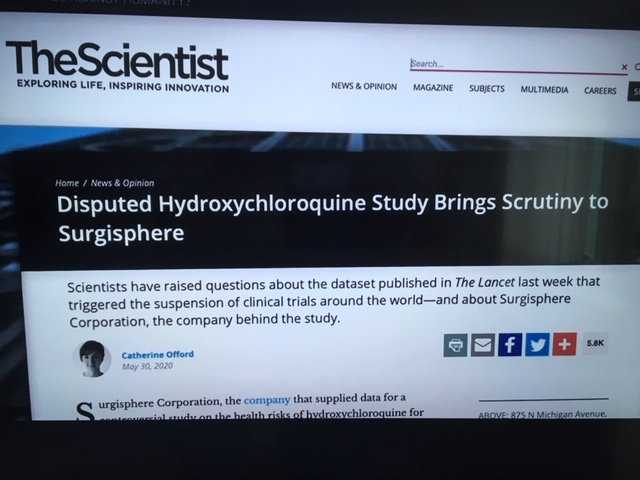 TheScientist
EXPLORING LIFE, INSPIRING INNOVATION
Search...
NEWS & OPINION MAGAZINE SUBJECTS MULTIMEDIA CAREERS
Home / News & Opinion
Disputed Hydroxychloroquine Study Brings Scrutiny to
Surgisphere
Scientists have raised questions about the dataset published in The Lancet last week that
triggered the suspension of clinical trials around the world—and about Surgisphere
Corporation, the company behind the study.
Catherine Offord
May 30, 2020
5.8K
Surgisphere Corporation, the company that supplied data for a
controversial study on the health risks of hydroxychloroquine for
ABOVE: 875 N Michigan Avenue,